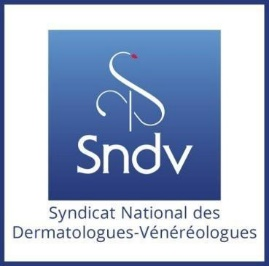 Sndv
Syndicat National des
Dermatologues-Vénéréologues